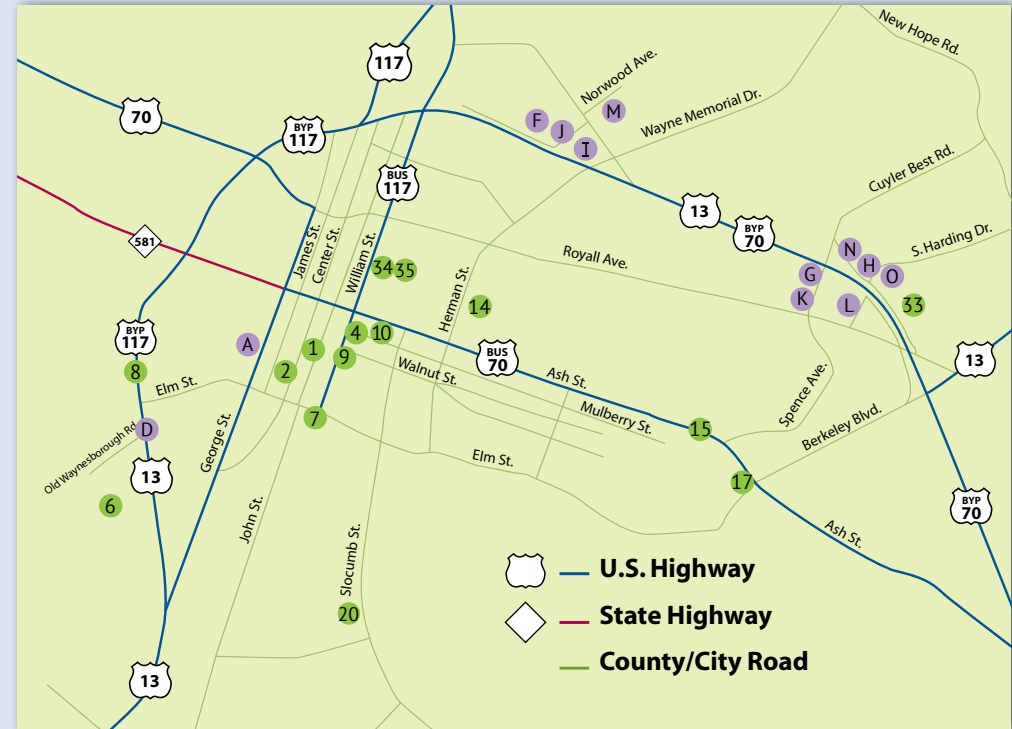 New Hope Rd.
117
Norwood Ave.
70
M
Wayne Memorial Dr.
F
J
I
BYP
117
BUS
117
Cuyler Best Rd.
13
BYP
70
581
James St.
Center St.
William St.
Royall Ave.
N
S. Harding Dr.
34
35
H
G
O
Herman St.
K
L
33
14
BYP
117
A
4
10
1
9
2
8
BUS
70
13
Walnut St.
Ash St.
Elm St.
Mulberry St.
Spence Ave.
Berkeley Blvd.
7
D
15
Old Waynesborough Rd.
George St.
Elm St.
13
17
6
BYP
70
John St.
Ash St.
Slocumb St.
U.S. Highway
State Highway
20
County/City Road
13